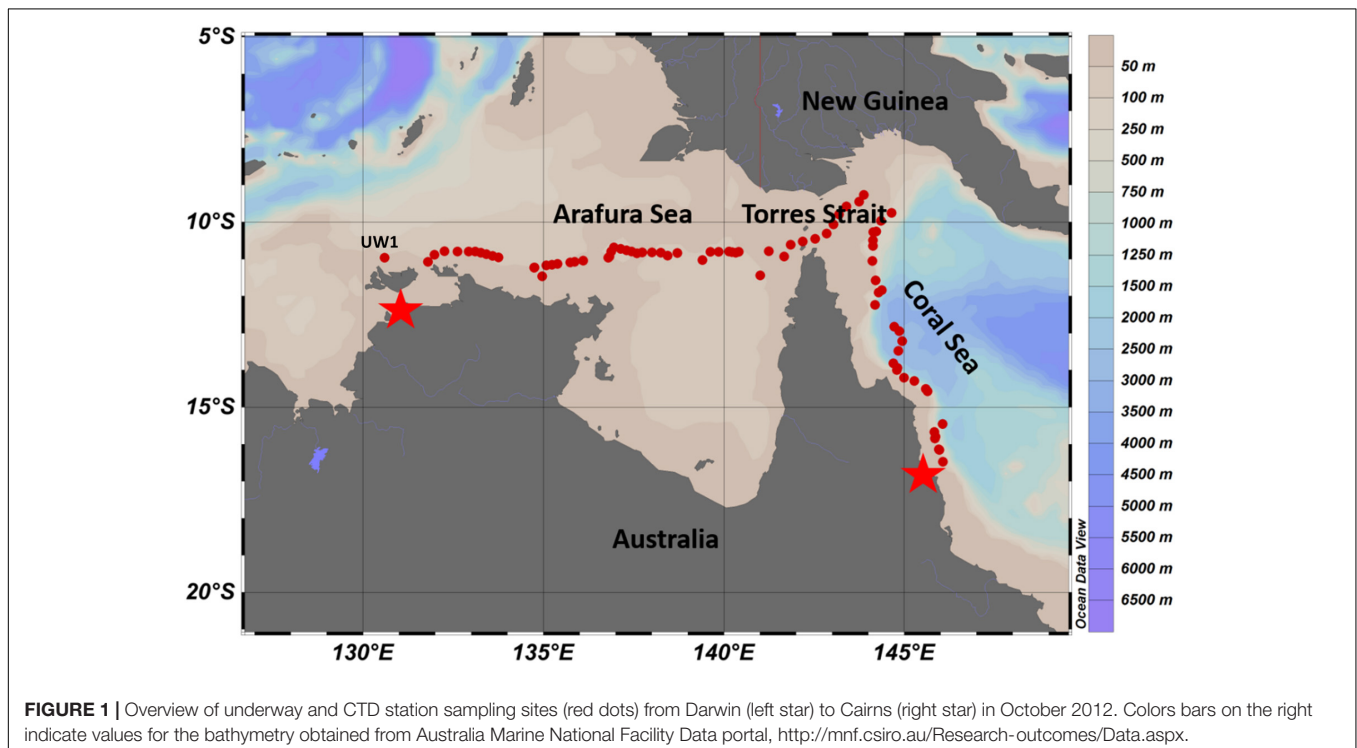 5°S
10°S
15°S
20°S
130°E
135°E
140°E
145°E
New Guinea
Arafura Sea
Torres Strait
UW1
Coral Sea
Australia
Ocean Data View
50 m
100 m
250 m
500 m
750 m
1000 m
1500 m
2000 m
2500 m
3000 m
3500 m
4000 m
4500 m
5000 m
5500 m
6000 m
6500 m
FIGURE 1 | Overview of underway and CTD station sampling sites (red dots) from Darwin (left star) to Cairns (right star) in October 2012. Colors bars on the right
indicate values for the bathymetry obtained from Australia Marine National Facility Data portal, http://mnf.csiro.au/Research-outcomes/Data.aspx.